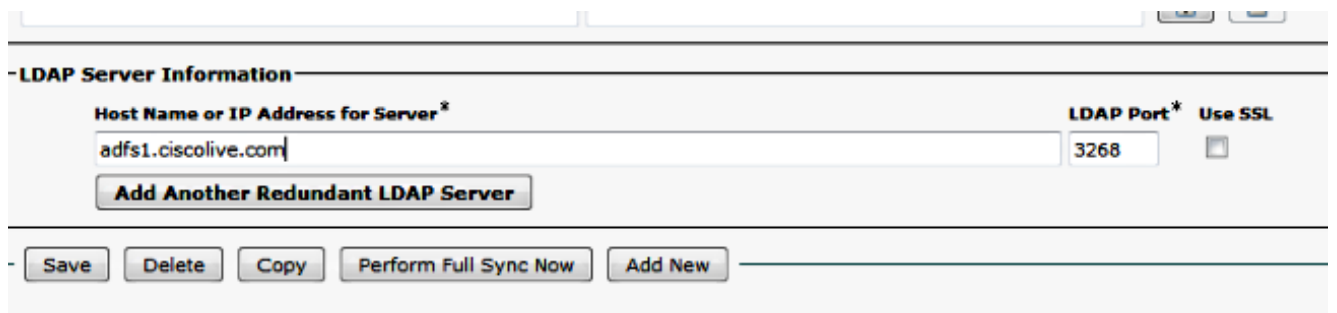 LDAP Server Information
Host Name or IP Address for Server* LDAP Port* Use SSL
adfs1.ciscolive.com 3268
Add Another Redundant LDAP Server
Save Delete Copy Perform Full Sync Now Add New